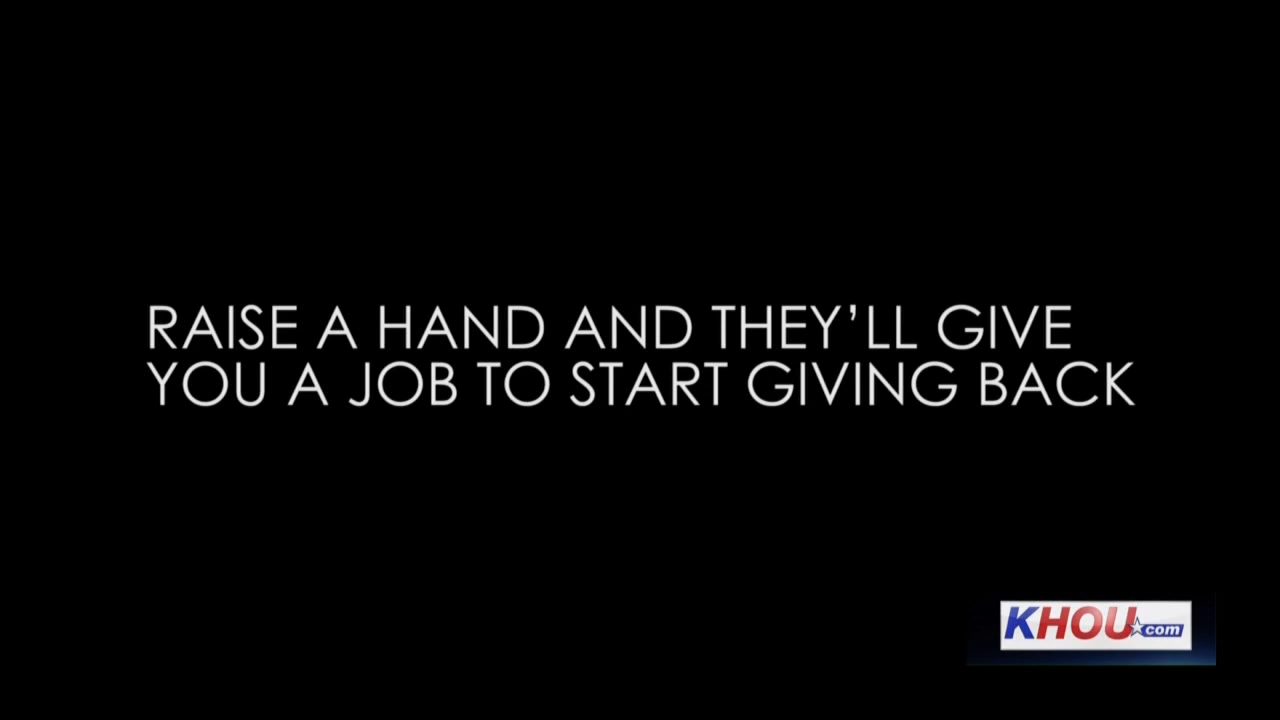 RAISE A HAND AND THEY’LL GIVE
YOU A JOB TO START GIVING BACK
KHOU.com